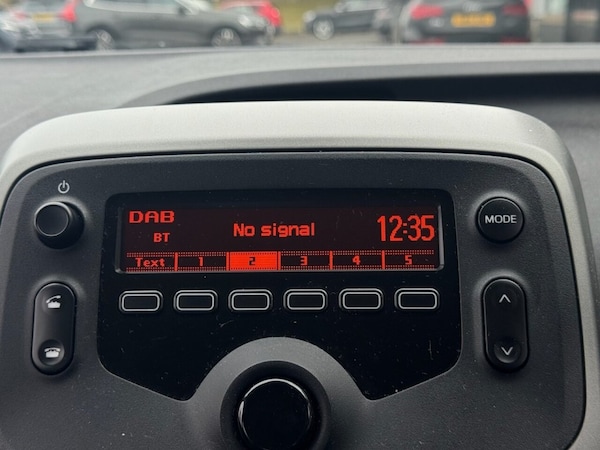 DAB
BT
No signal
12:35
Text 1 2 3 4 5
MODE